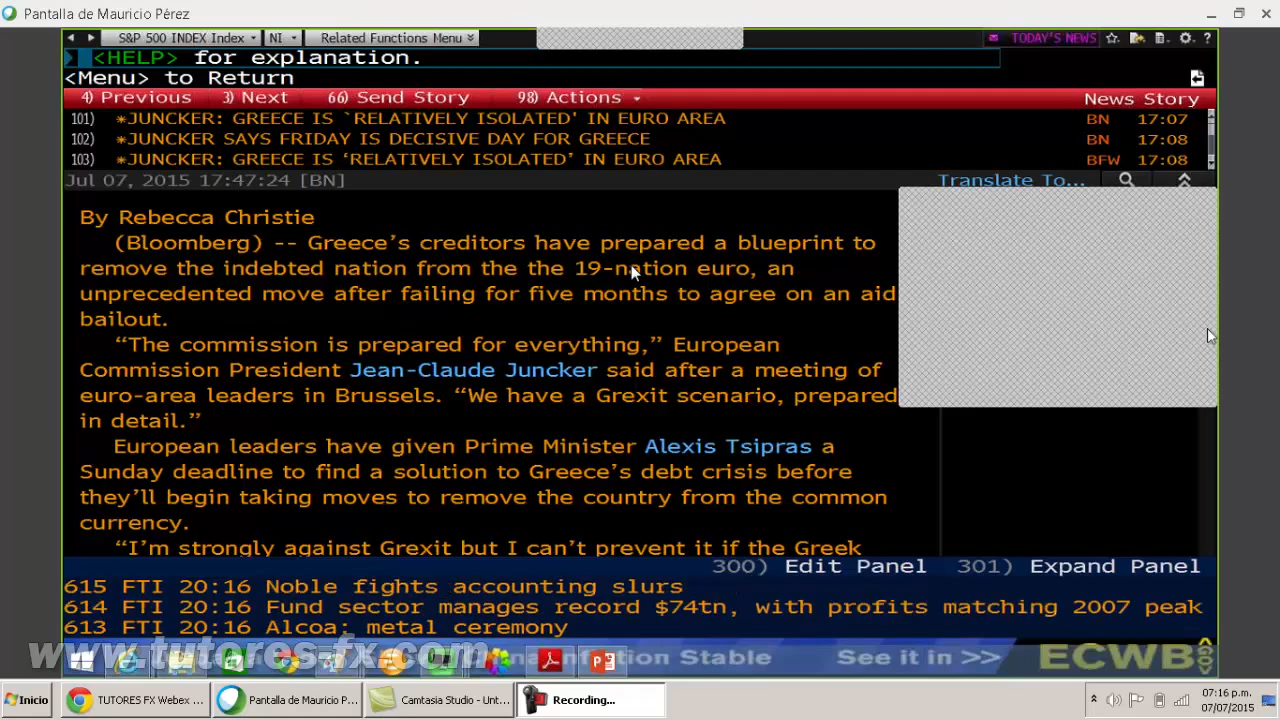 Pantalla de Mauricio Pérez
S&P 500 INDEX Index NI Related Functions Menu TODAY'S NEWS
<HELP> for explanation.
<Menu> to Return
4) Previous 3) Next 66) Send Story 98) Actions News Story
101) *JUNCKER: GREECE IS `RELATIVELY ISOLATED' IN EURO AREA BN 17:07
102) *JUNCKER SAYS FRIDAY IS DECISIVE DAY FOR GREECE BN 17:08
103) *JUNCKER: GREECE IS ‘RELATIVELY ISOLATED’ IN EURO AREA BFW 17:08
Jul 07, 2015 17:47:24 [BN] Translate To...
By Rebecca Christie
(Bloomberg) -- Greece’s creditors have prepared a blueprint to
remove the indebted nation from the the 19-nation euro, an
unprecedented move after failing for five months to agree on an aid
bailout.
“The commission is prepared for everything,” European
Commission President Jean-Claude Juncker said after a meeting of
euro-area leaders in Brussels. “We have a Grexit scenario, prepared
in detail.”
European leaders have given Prime Minister Alexis Tsipras a
Sunday deadline to find a solution to Greece’s debt crisis before
they’ll begin taking moves to remove the country from the common
currency.
“I’m strongly against Grexit but I can’t prevent it if the Greek
300) Edit Panel 301) Expand Panel
615 FTI 20:16 Noble fights accounting slurs
614 FTI 20:16 Fund sector manages record $74tn, with profits matching 2007 peak
613 FTI 20:16 Alcoa: metal ceremony
www.tutores-fx.com
Stable See it in >> ECWB GO
Inicio TUTORES FX Webex ... Pantalla de Mauricio P... Camtasia Studio - Unt... Recording... 07:16 p.m.
07/07/2015